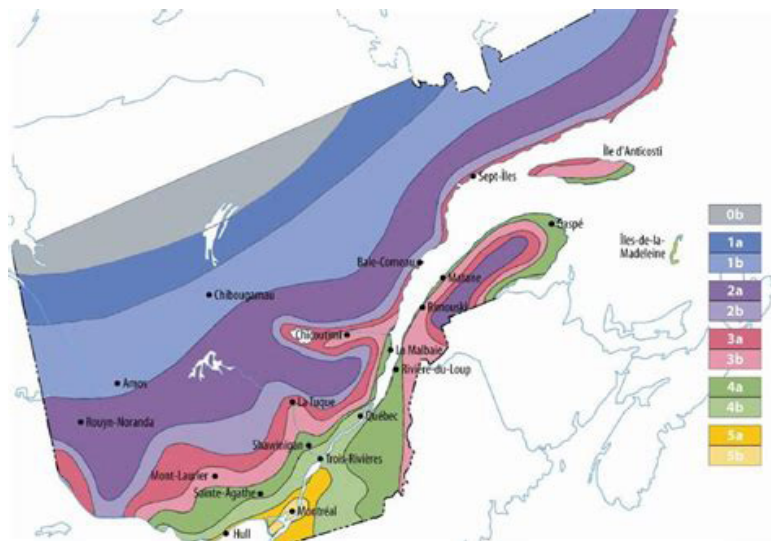 Île d'Anticosti
Sept-Îles
Gaspé
Îles-de-la-
Madeleine
Baie-Comeau
Matane
Chibougamau
Rimouski
Chicoutimi
La Malbaie
Rivière-du-Loup
Amos
La Tuque
Rouyn-Noranda
Québec
Shawinigan
Trois-Rivières
Mont-Laurier
Sainte-Agathe
Montréal
Hull
0b
1a
1b
2a
2b
3a
3b
4a
4b
5a
5b